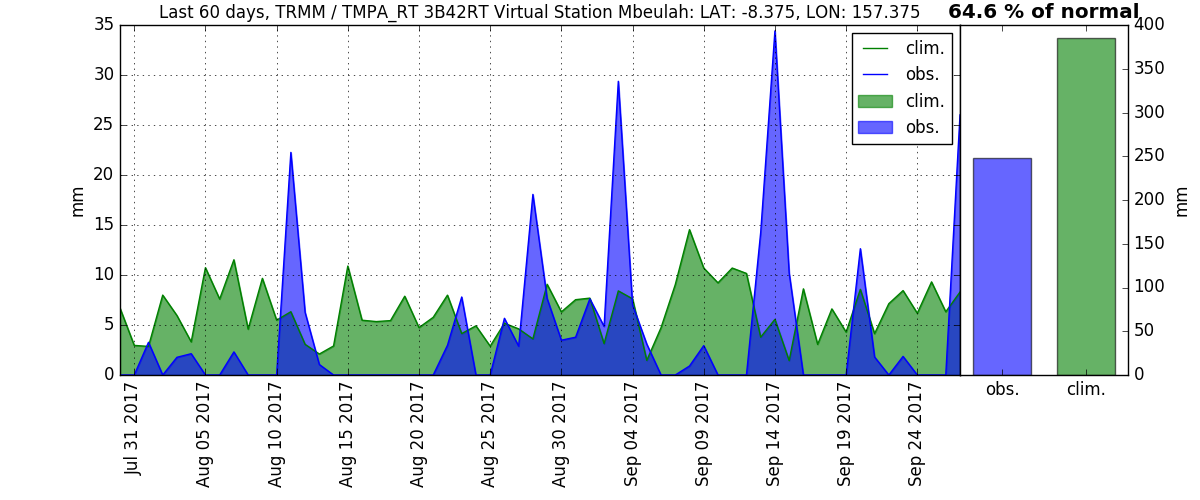 Last 60 days, TRMM / TMPA_RT 3B42RT Virtual Station Mbeulah: LAT: -8.375, LON: 157.375
64.6 % of normal
35
30
25
20
15
10
5
0
mm
clim.
obs.
clim.
obs.
400
350
300
250
200
150
100
50
0
mm
Jul 31 2017
Aug 05 2017
Aug 10 2017
Aug 15 2017
Aug 20 2017
Aug 25 2017
Aug 30 2017
Sep 04 2017
Sep 09 2017
Sep 14 2017
Sep 19 2017
Sep 24 2017
obs.
clim.